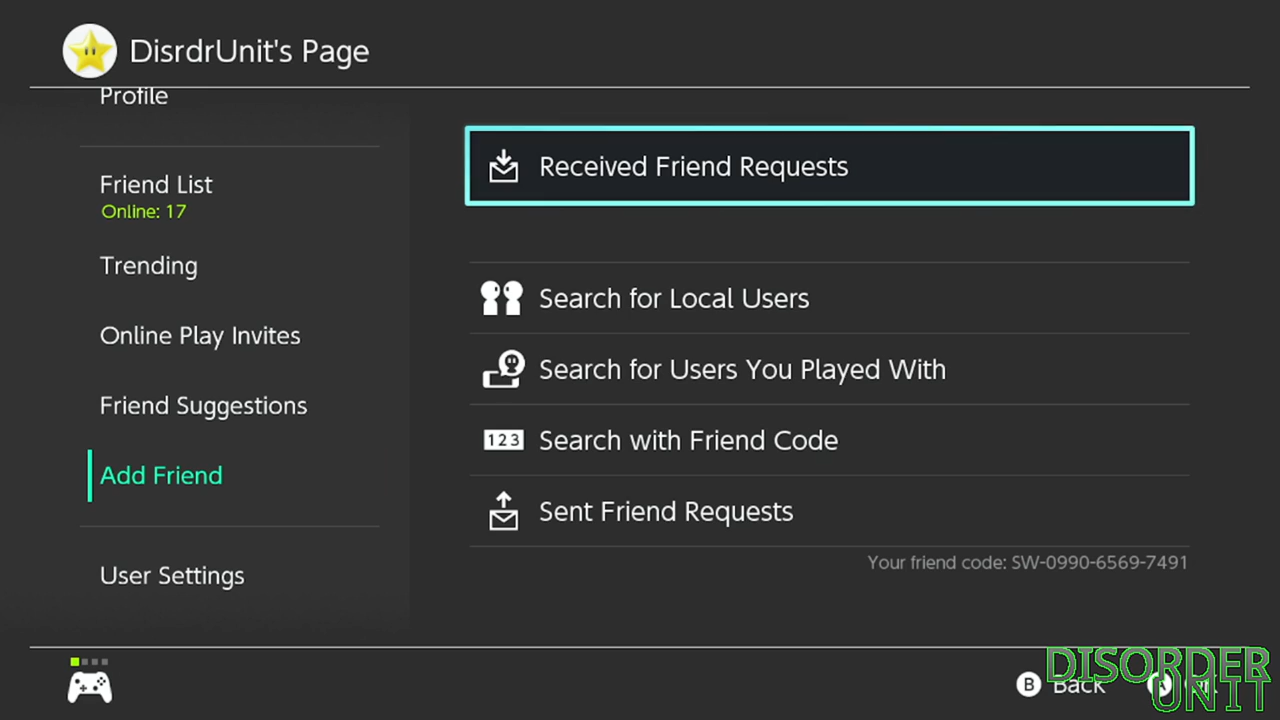 DisrdrUnit's Page
Profile
Friend List
Online: 17
Trending
Online Play Invites
Friend Suggestions
Add Friend
User Settings
Received Friend Requests
Search for Local Users
Search for Users You Played With
123 Search with Friend Code
Sent Friend Requests
Your friend code: SW-0990-6569-7491
B Back
DISORDER
UNIT